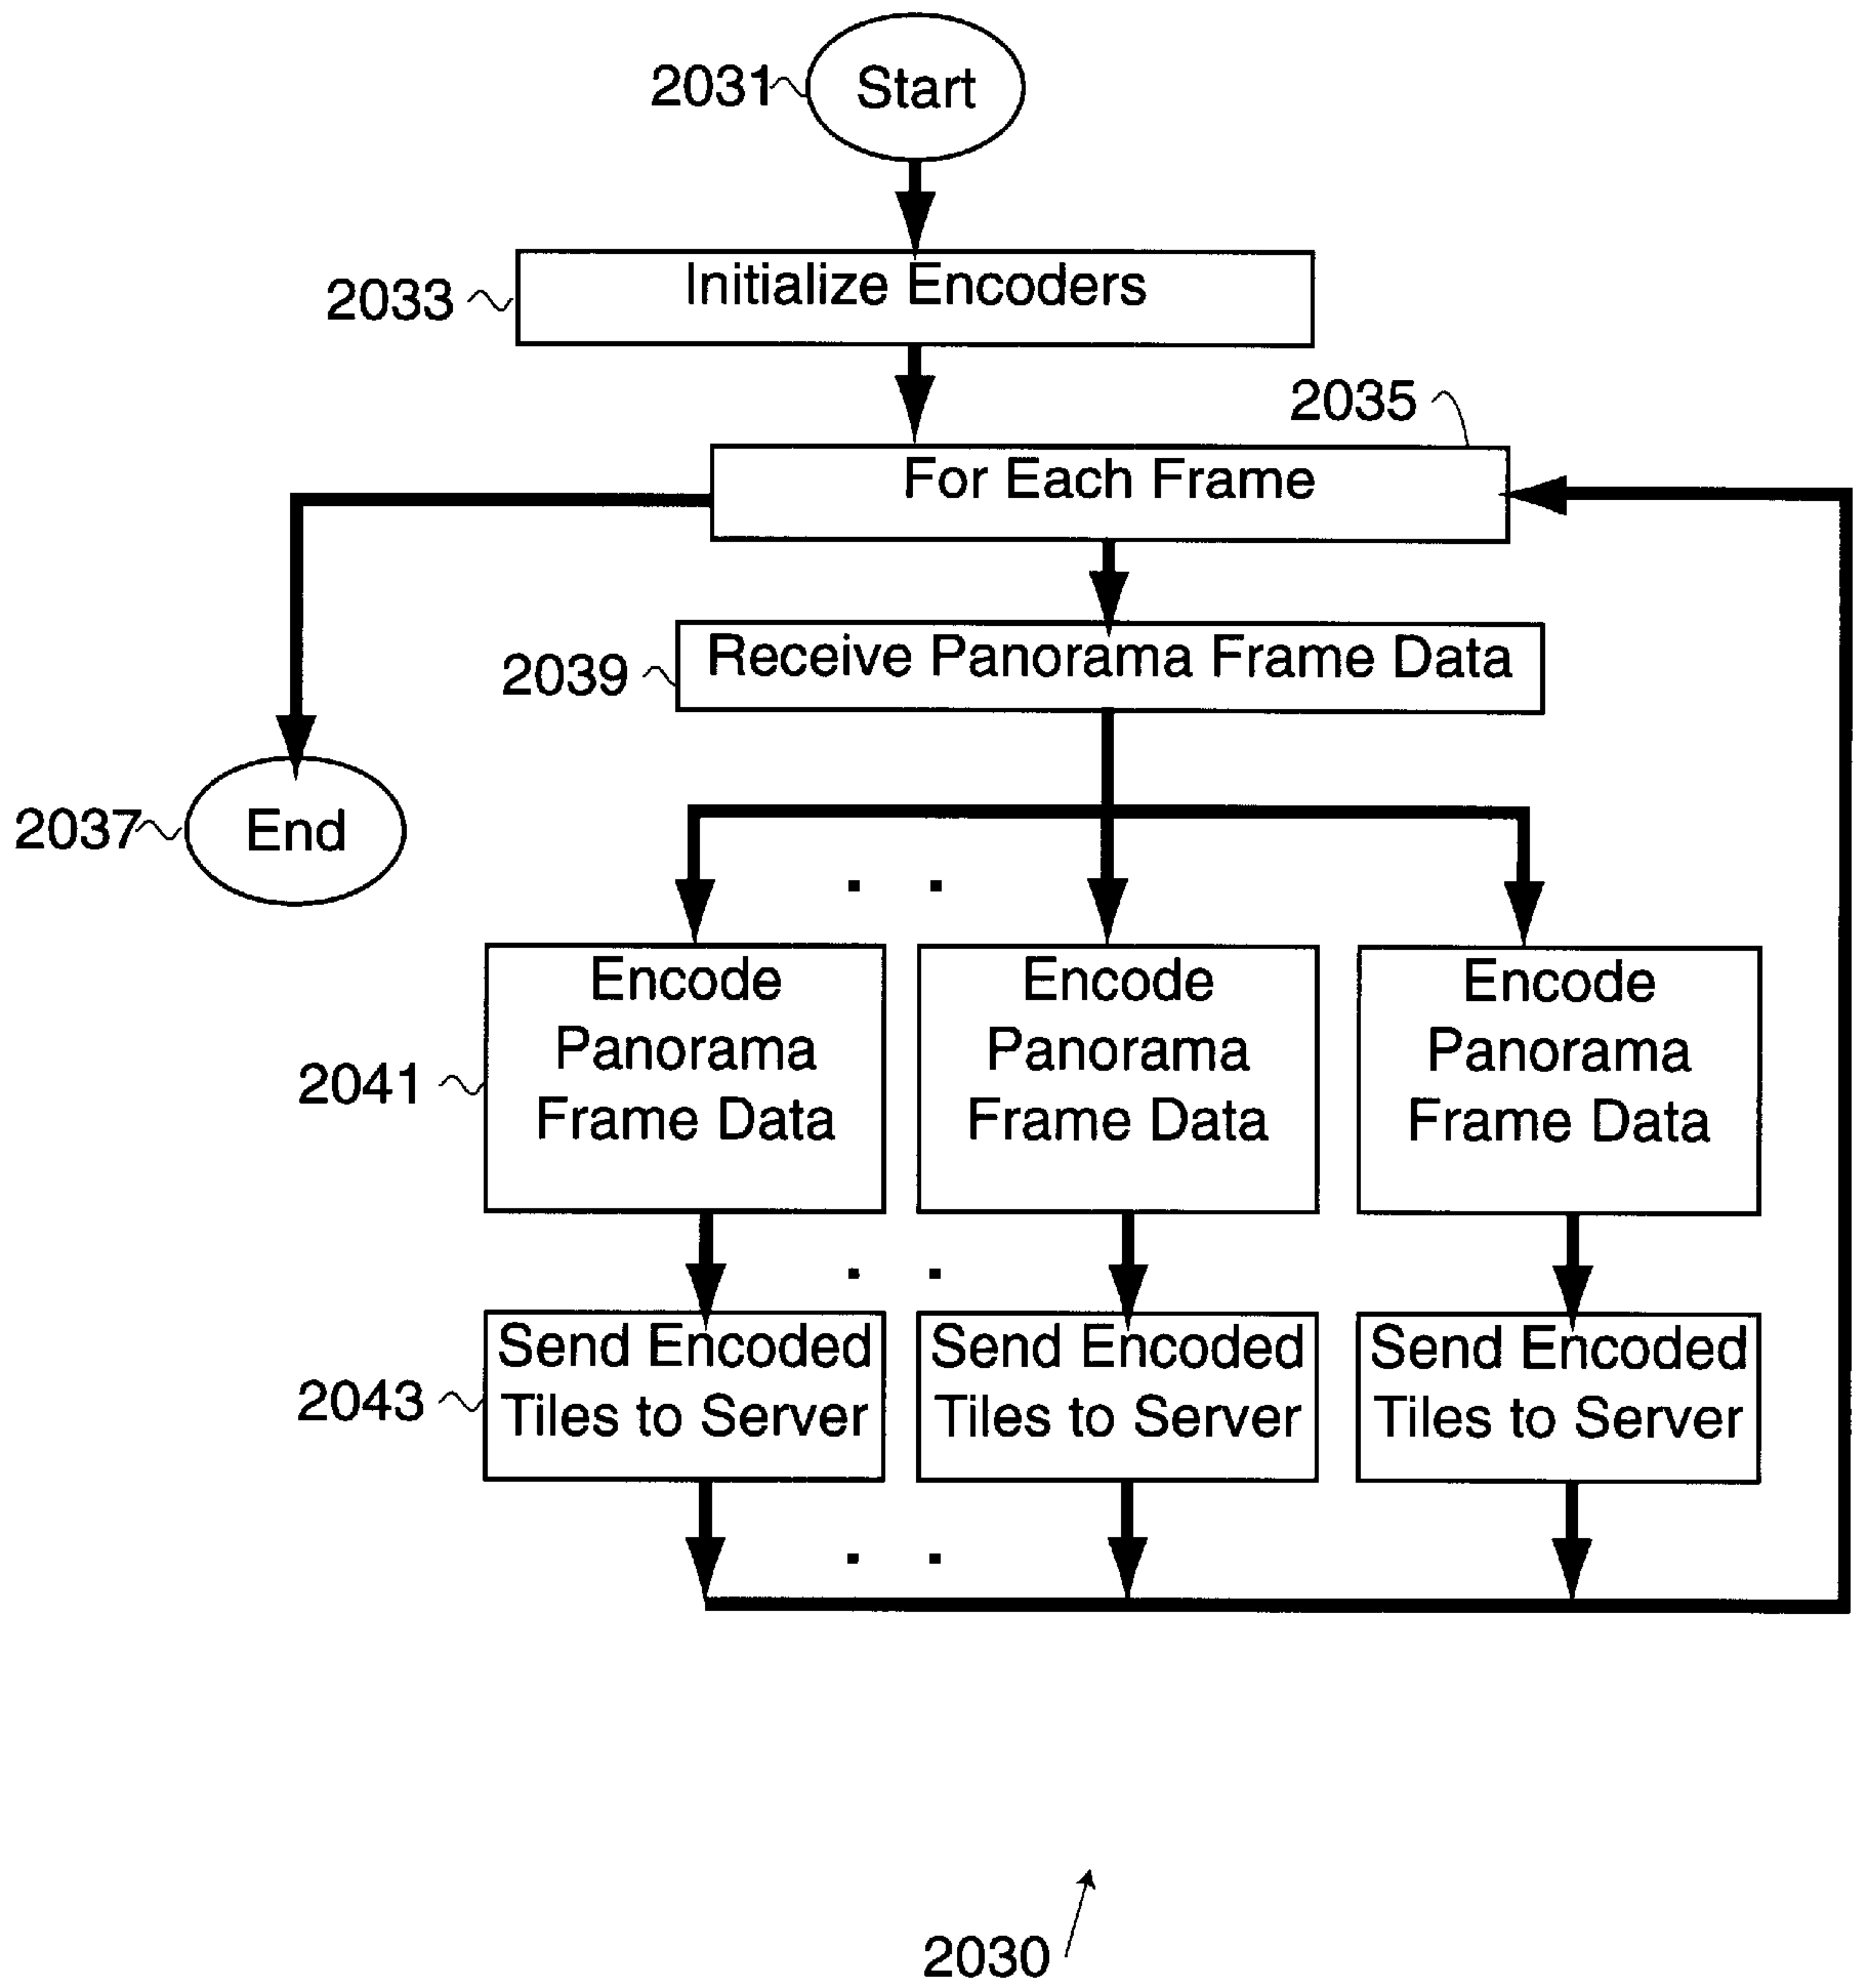 2031
Start
2033
Initialize Encoders
2035
For Each Frame
2039
Receive Panorama Frame Data
2037
End
2041
Encode
Panorama
Frame Data
Encode
Panorama
Frame Data
Encode
Panorama
Frame Data
2043
Send Encoded
Tiles to Server
Send Encoded
Tiles to Server
Send Encoded
Tiles to Server
2030